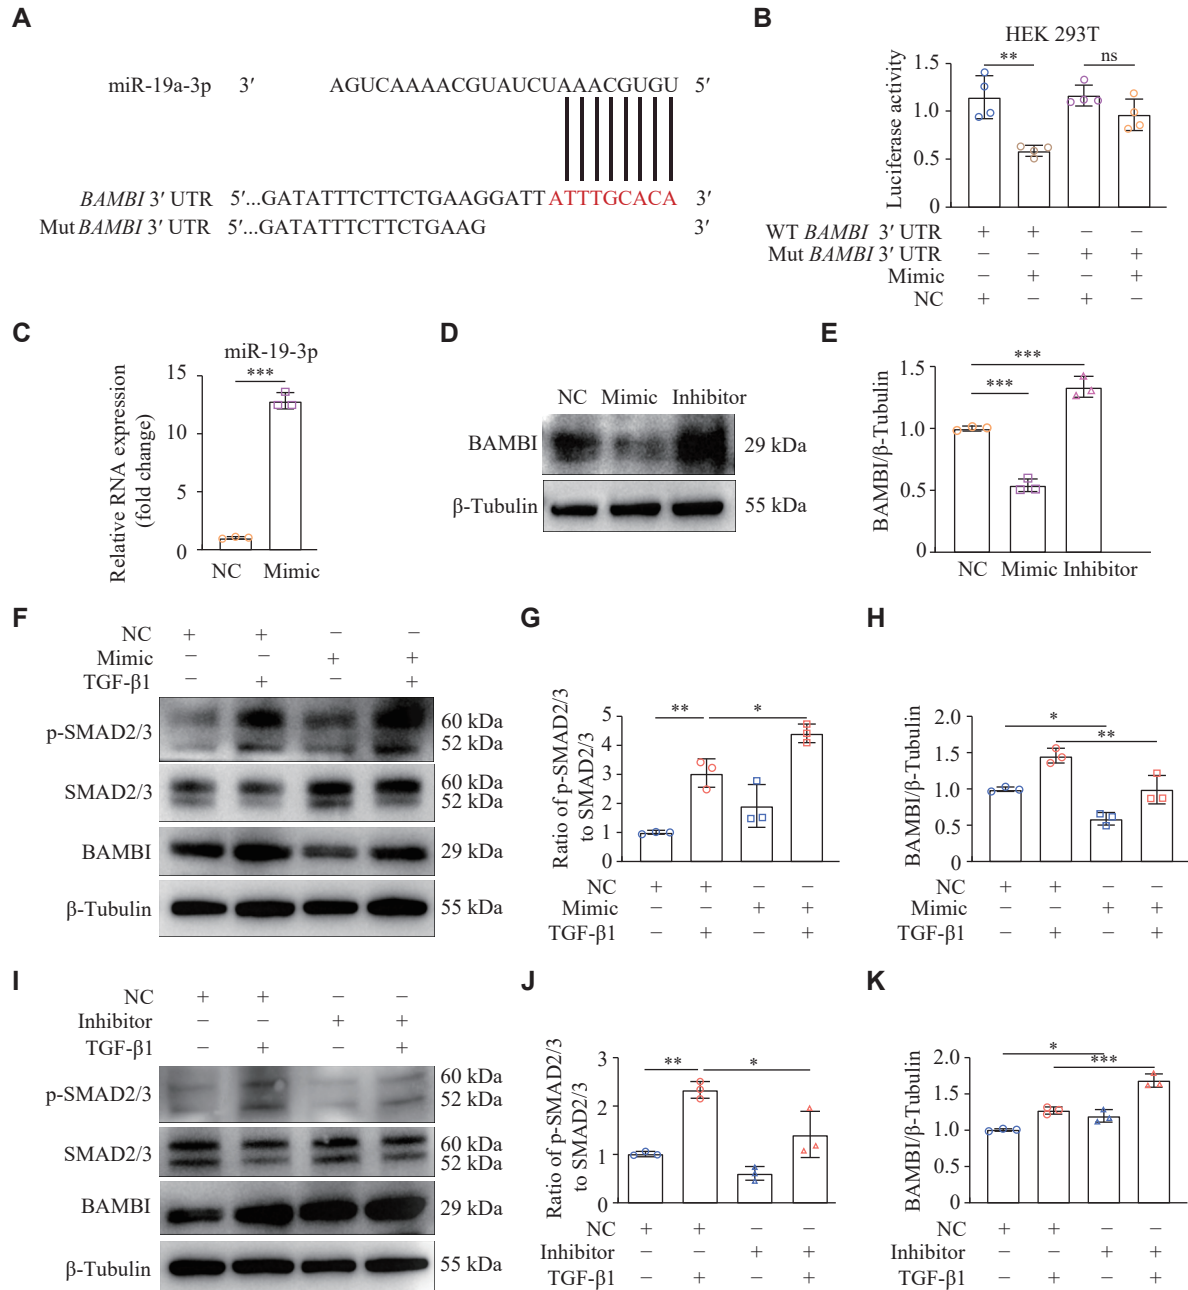 A
miR-19a-3p 3′ AGUCAAAACGUAUCUAAACGUGU 5′
BAMBI 3′ UTR 5′...GATATTTCTTCTGAAGGATTATTTGCACA 3′
Mut BAMBI 3′ UTR 5′...GATATTTCTTCTGAAG 3′
B
HEK 293T
** ns
Luciferase activity
1.5
1.0
0.5
0
WT BAMBI 3′ UTR + + − −
Mut BAMBI 3′ UTR − − + +
Mimic − + − +
NC + − + −
C
miR-19-3p
***
Relative RNA expression
(fold change)
15
10
5
0
NC Mimic
D
NC Mimic Inhibitor
BAMBI 29 kDa
β-Tubulin 55 kDa
E
***
***
BAMBI/β-Tubulin
1.5
1.0
0.5
0
NC Mimic Inhibitor
F
NC + + − −
Mimic − − + +
TGF-β1 − + − +
p-SMAD2/3 60 kDa
52 kDa
SMAD2/3 60 kDa
52 kDa
BAMBI 29 kDa
β-Tubulin 55 kDa
G
** *
Ratio of p-SMAD2/3
to SMAD2/3
5
4
3
2
1
0
NC + + − −
Mimic − − + +
TGF-β1 − + − +
H
*
**
BAMBI/β-Tubulin
2.0
1.5
1.0
0.5
0
NC + + − −
Mimic − − + +
TGF-β1 − + − +
I
NC + + − −
Inhibitor − − + +
TGF-β1 − + − +
p-SMAD2/3 60 kDa
52 kDa
SMAD2/3 60 kDa
52 kDa
BAMBI 29 kDa
β-Tubulin 55 kDa
J
** *
Ratio of p-SMAD2/3
to SMAD2/3
3
2
1
0
NC + + − −
Inhibitor − − + +
TGF-β1 − + − +
K
*
***
BAMBI/β-Tubulin
2.0
1.5
1.0
0.5
0
NC + + − −
Inhibitor − − + +
TGF-β1 − + − +